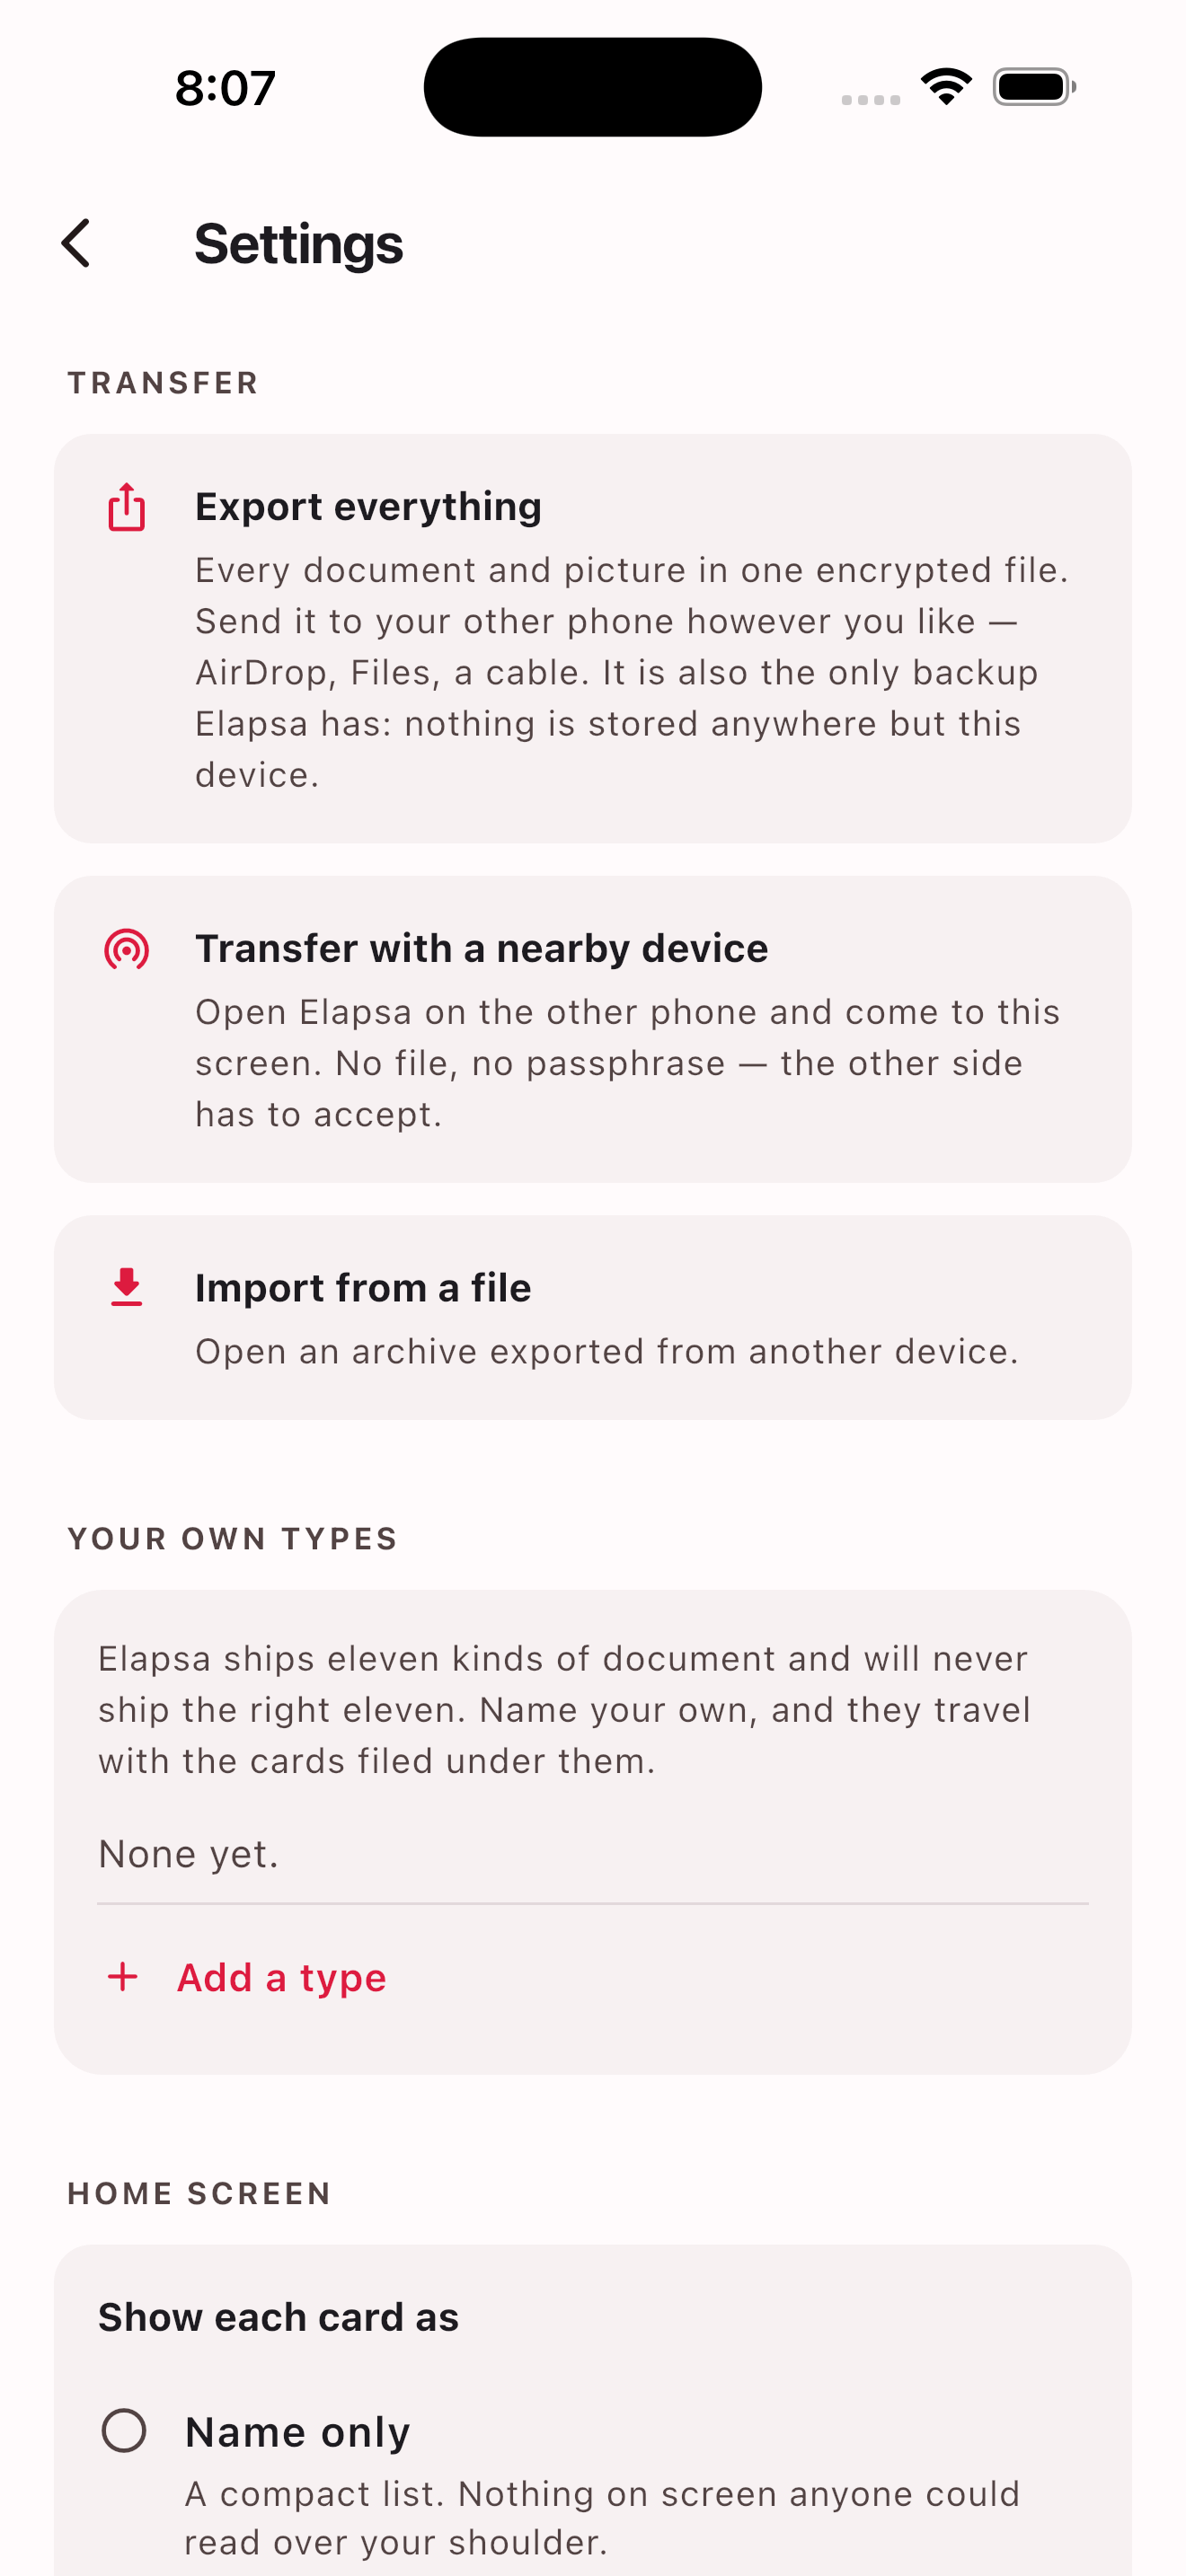 8:07
Settings
TRANSFER
Export everything
Every document and picture in one encrypted file.
Send it to your other phone however you like —
AirDrop, Files, a cable. It is also the only backup
Elapsa has: nothing is stored anywhere but this
device.
Transfer with a nearby device
Open Elapsa on the other phone and come to this
screen. No file, no passphrase — the other side
has to accept.
Import from a file
Open an archive exported from another device.
YOUR OWN TYPES
Elapsa ships eleven kinds of document and will never
ship the right eleven. Name your own, and they travel
with the cards filed under them.
None yet.
Add a type
HOME SCREEN
Show each card as
Name only
A compact list. Nothing on screen anyone could
read over your shoulder.